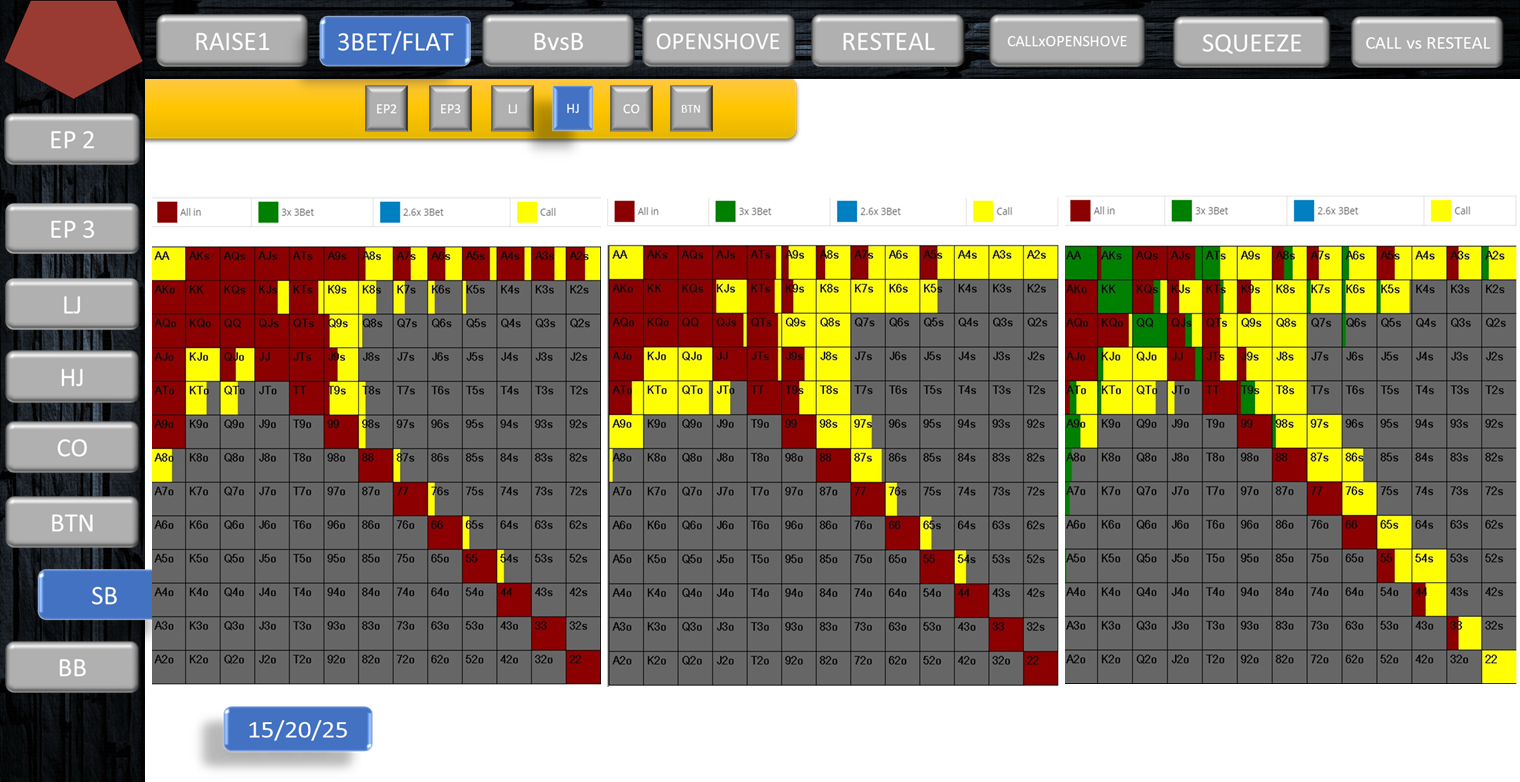 RAISE1 3BET/FLAT BvsB OPENSHOVE RESTEAL CALLxOPENSHOVE SQUEEZE CALL vs RESTEAL
EP2 EP3 LJ HJ CO BTN
EP 2
EP 3
LJ
HJ
CO
BTN
SB
BB
All in 3x 3Bet 2.6x 3Bet Call
AA AKs AQs AJs ATs A9s A8s A7s A6s A5s A4s A3s A2s
AKo KK KQs KJs KTs K9s K8s K7s K6s K5s K4s K3s K2s
AQo KQo QQ QJs QTs Q9s Q8s Q7s Q6s Q5s Q4s Q3s Q2s
AJo KJo QJo JJ JTs J9s J8s J7s J6s J5s J4s J3s J2s
ATo KTo QTo JTo TT T9s T8s T7s T6s T5s T4s T3s T2s
A9o K9o Q9o J9o T9o 99 98s 97s 96s 95s 94s 93s 92s
A8o K8o Q8o J8o T8o 98o 88 87s 86s 85s 84s 83s 82s
A7o K7o Q7o J7o T7o 97o 87o 77 76s 75s 74s 73s 72s
A6o K6o Q6o J6o T6o 96o 86o 76o 66 65s 64s 63s 62s
A5o K5o Q5o J5o T5o 95o 85o 75o 65o 55 54s 53s 52s
A4o K4o Q4o J4o T4o 94o 84o 74o 64o 54o 44 43s 42s
A3o K3o Q3o J3o T3o 93o 83o 73o 63o 53o 43o 33 32s
A2o K2o Q2o J2o T2o 92o 82o 72o 62o 52o 42o 32o 22
All in 3x 3Bet 2.6x 3Bet Call
AA AKs AQs AJs ATs A9s A8s A7s A6s A5s A4s A3s A2s
AKo KK KQs KJs KTs K9s K8s K7s K6s K5s K4s K3s K2s
AQo KQo QQ QJs QTs Q9s Q8s Q7s Q6s Q5s Q4s Q3s Q2s
AJo KJo QJo JJ JTs J9s J8s J7s J6s J5s J4s J3s J2s
ATo KTo QTo JTo TT T9s T8s T7s T6s T5s T4s T3s T2s
A9o K9o Q9o J9o T9o 99 98s 97s 96s 95s 94s 93s 92s
A8o K8o Q8o J8o T8o 98o 88 87s 86s 85s 84s 83s 82s
A7o K7o Q7o J7o T7o 97o 87o 77 76s 75s 74s 73s 72s
A6o K6o Q6o J6o T6o 96o 86o 76o 66 65s 64s 63s 62s
A5o K5o Q5o J5o T5o 95o 85o 75o 65o 55 54s 53s 52s
A4o K4o Q4o J4o T4o 94o 84o 74o 64o 54o 44 43s 42s
A3o K3o Q3o J3o T3o 93o 83o 73o 63o 53o 43o 33 32s
A2o K2o Q2o J2o T2o 92o 82o 72o 62o 52o 42o 32o 22
All in 3x 3Bet 2.6x 3Bet Call
AA AKs AQs AJs ATs A9s A8s A7s A6s A5s A4s A3s A2s
AKo KK KQs KJs KTs K9s K8s K7s K6s K5s K4s K3s K2s
AQo KQo QQ QJs QTs Q9s Q8s Q7s Q6s Q5s Q4s Q3s Q2s
AJo KJo QJo JJ JTs J9s J8s J7s J6s J5s J4s J3s J2s
ATo KTo QTo JTo TT T9s T8s T7s T6s T5s T4s T3s T2s
A9o K9o Q9o J9o T9o 99 98s 97s 96s 95s 94s 93s 92s
A8o K8o Q8o J8o T8o 98o 88 87s 86s 85s 84s 83s 82s
A7o K7o Q7o J7o T7o 97o 87o 77 76s 75s 74s 73s 72s
A6o K6o Q6o J6o T6o 96o 86o 76o 66 65s 64s 63s 62s
A5o K5o Q5o J5o T5o 95o 85o 75o 65o 55 54s 53s 52s
A4o K4o Q4o J4o T4o 94o 84o 74o 64o 54o 44 43s 42s
A3o K3o Q3o J3o T3o 93o 83o 73o 63o 53o 43o 33 32s
A2o K2o Q2o J2o T2o 92o 82o 72o 62o 52o 42o 32o 22
15/20/25